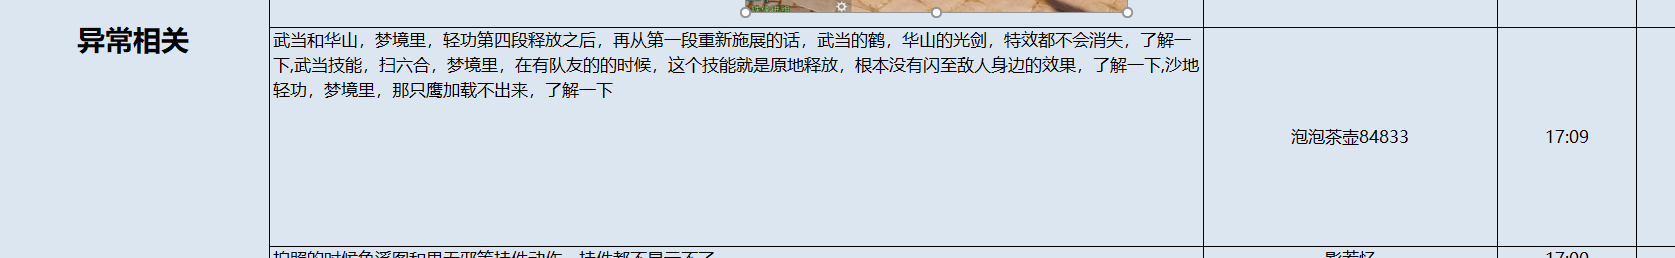 异常相关
武当和华山，梦境里，轻功第四段释放之后，再从第一段重新施展的话，武当的鹤，华山的光剑，特效都不会消失，了解一
下,武当技能，扫六合，梦境里，在有队友的的时候，这个技能就是原地释放，根本没有闪至敌人身边的效果，了解一下,沙地
轻功，梦境里，那只鹰加载不出来，了解一下
泡泡茶壶84833
17:09